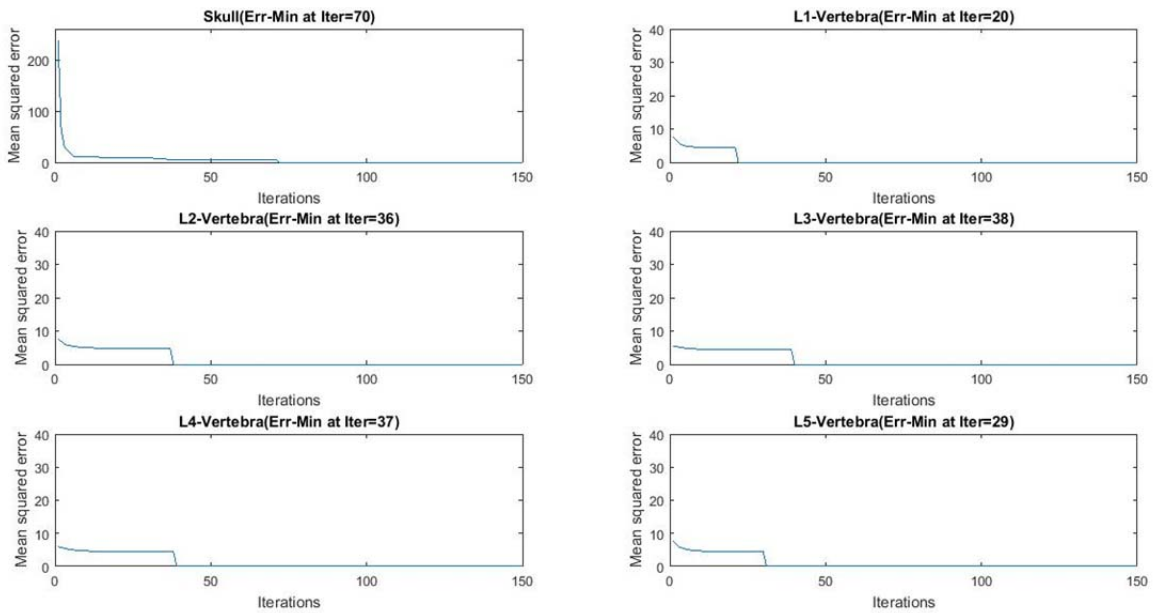 Skull(Err-Min at Iter=70)
Mean squared error
200
100
0
0 50 100 150
Iterations
L1-Vertebra(Err-Min at Iter=20)
Mean squared error
40
30
20
10
0
0 50 100 150
Iterations
L2-Vertebra(Err-Min at Iter=36)
Mean squared error
40
30
20
10
0
0 50 100 150
Iterations
L3-Vertebra(Err-Min at Iter=38)
Mean squared error
40
30
20
10
0
0 50 100 150
Iterations
L4-Vertebra(Err-Min at Iter=37)
Mean squared error
40
30
20
10
0
0 50 100 150
Iterations
L5-Vertebra(Err-Min at Iter=29)
Mean squared error
40
30
20
10
0
0 50 100 150
Iterations